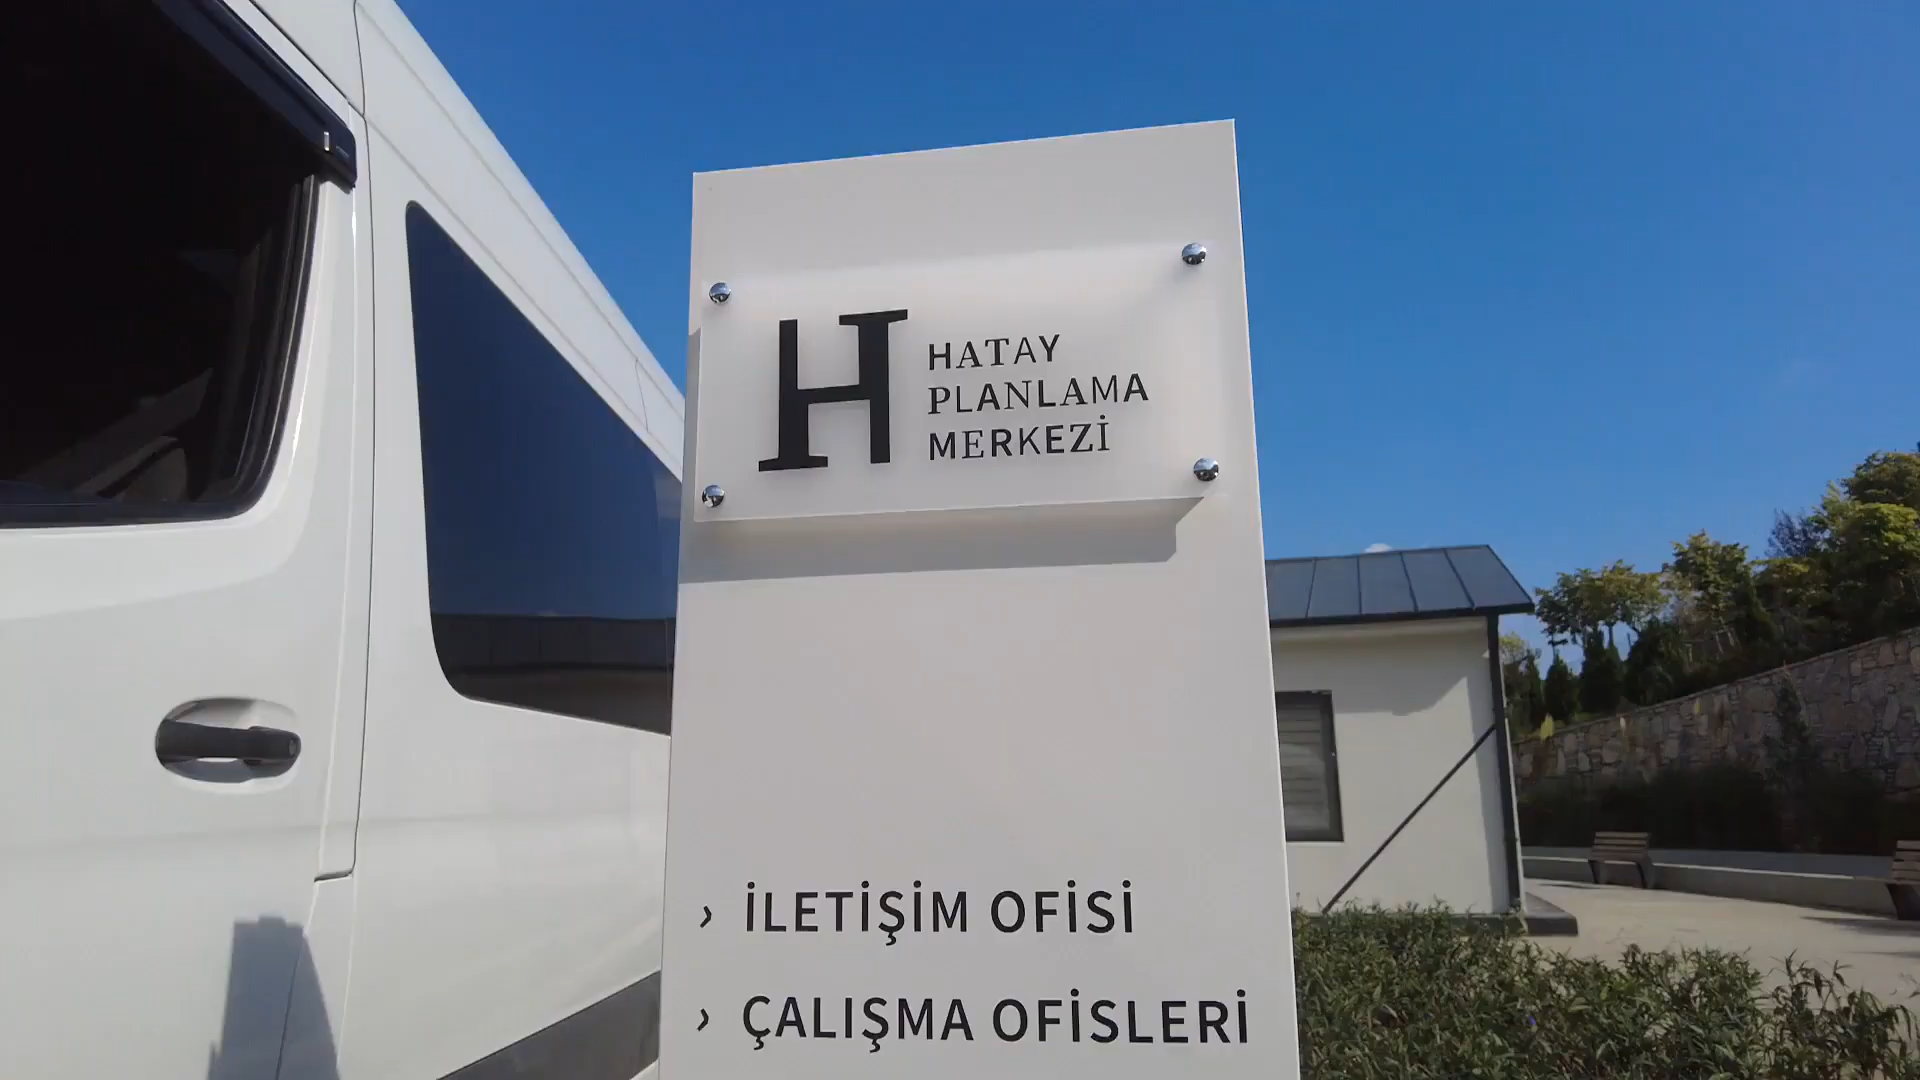 H
HATAY
PLANLAMA
MERKEZİ
› İLETİŞİM OFİSİ
› ÇALIŞMA OFİSLERİ